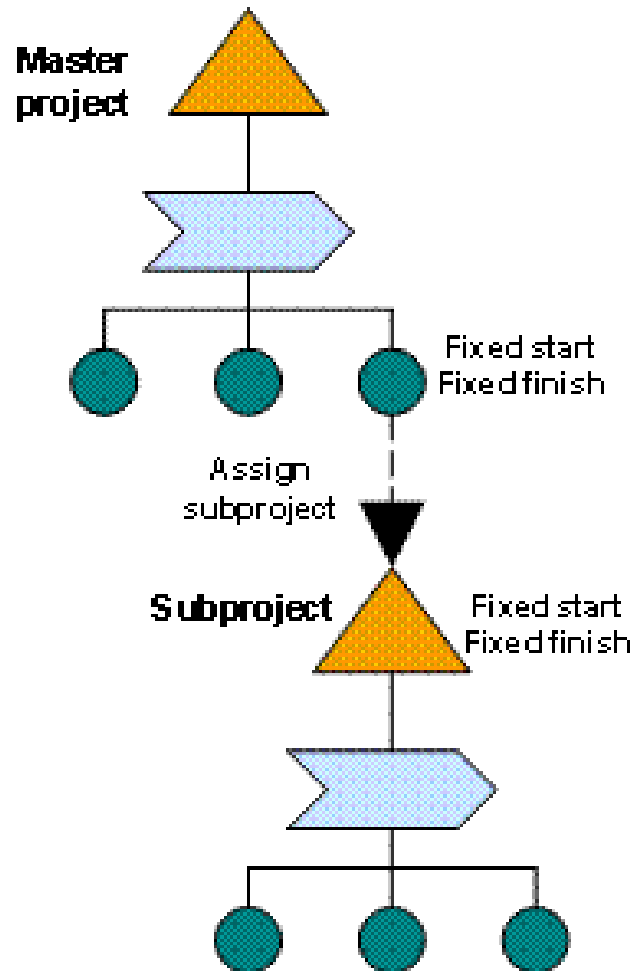 Master
project
Fixed start
Fixed finish
Assign
subproject
Subproject
Fixed start
Fixed finish